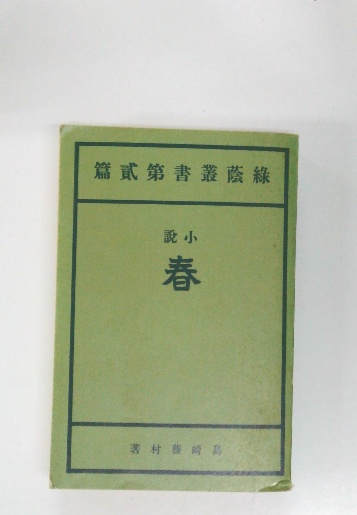 綠蔭叢書第貳篇
小說
春
島崎藤村著